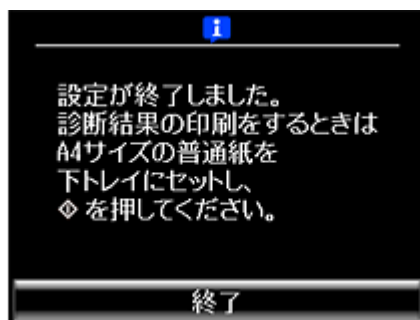 i
設定が終了しました。
診断結果の印刷をするときは
A4サイズの普通紙を
下トレイにセットし、
を押してください。
終了